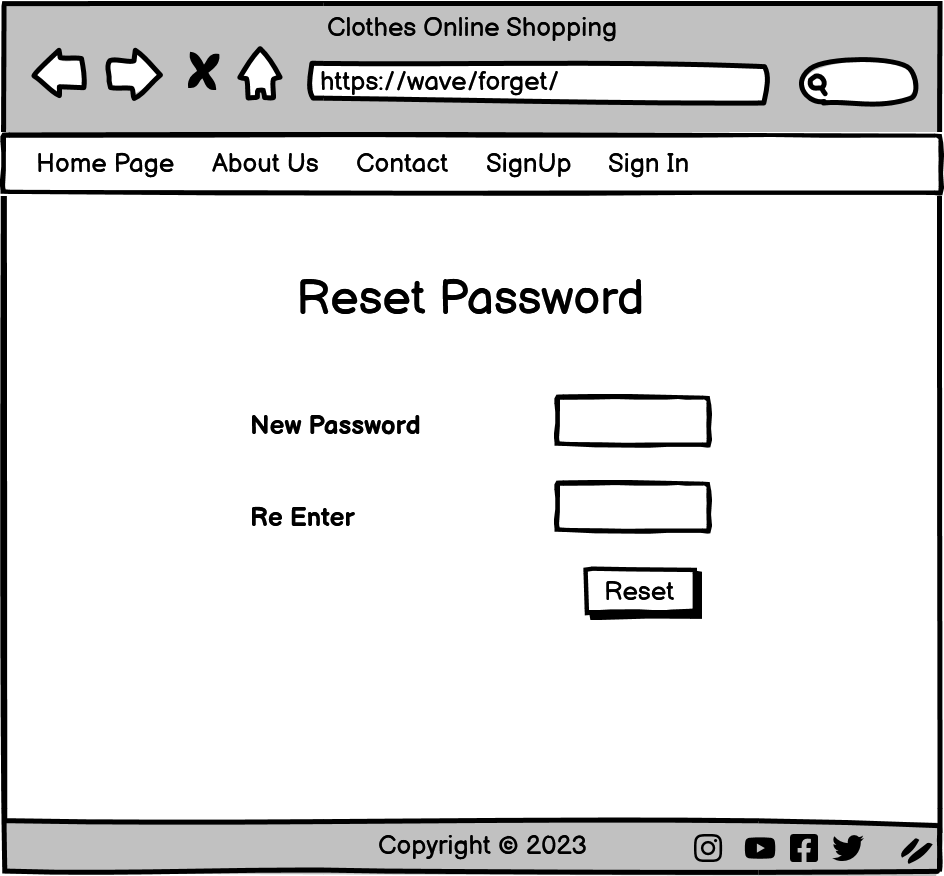 Clothes Online Shopping
https://wave/forget/
Home Page About Us Contact SignUp Sign In
Reset Password
New Password
Re Enter
Reset
Copyright © 2023